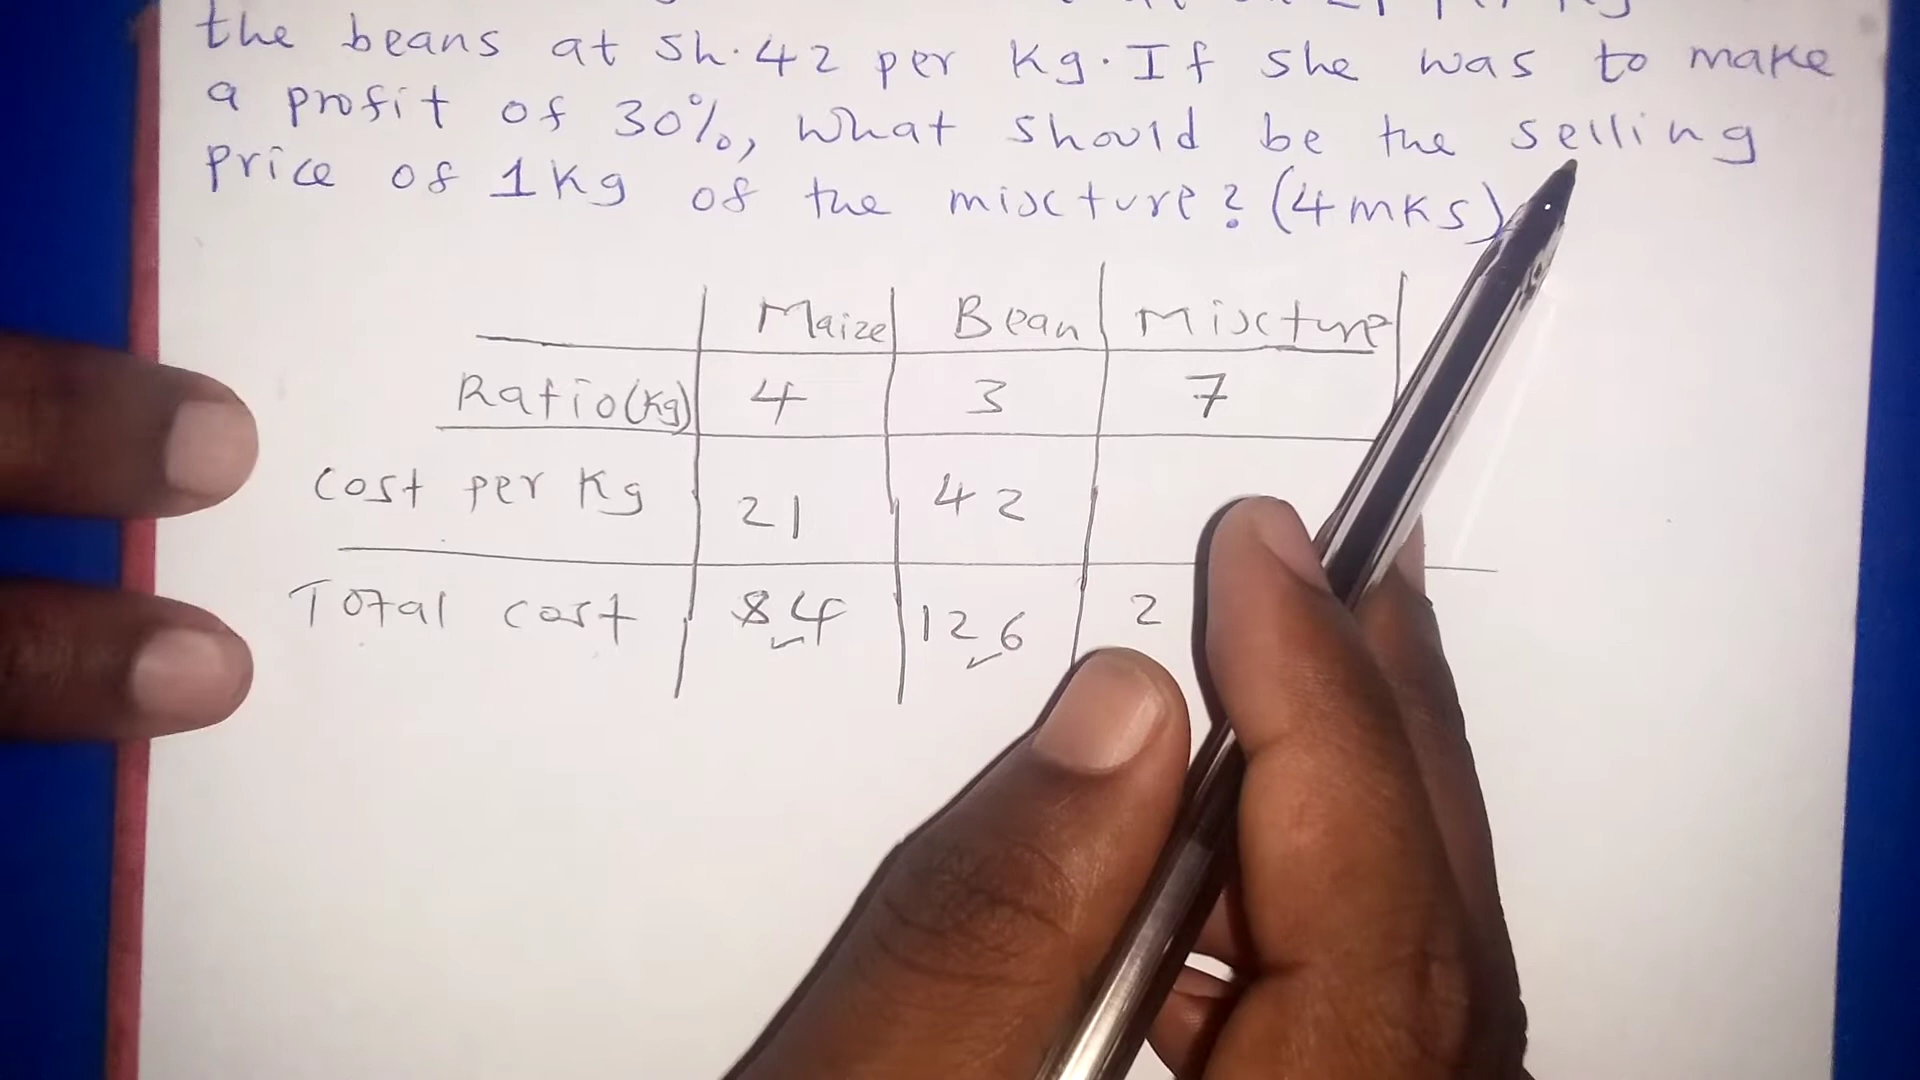 the beans at sh.42 per kg. If she was to make
a profit of 30%, what should be the selling
price of 1kg of the mixture? (4mks)
Maize Bean Mixture
Ratio(kg) 4 3 7
Cost per Kg 21 42
Total cost 84 126 2